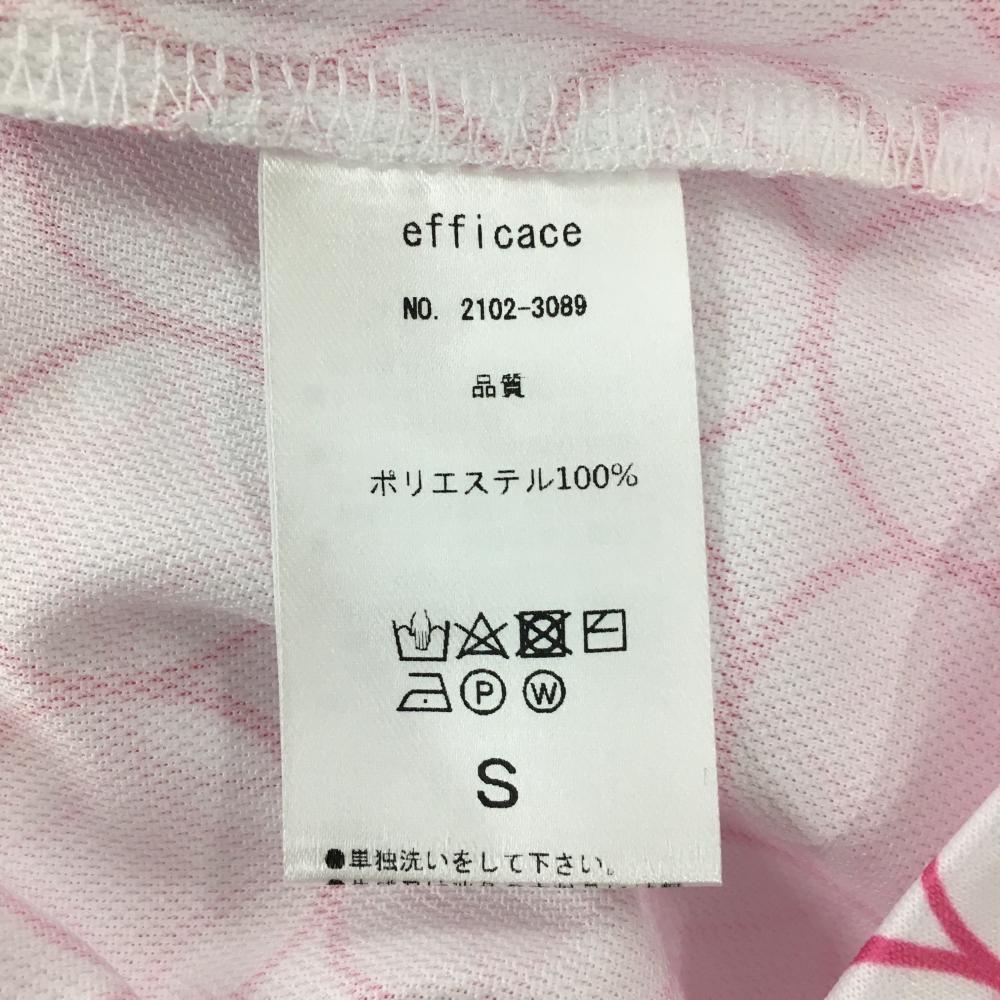 efficace
NO. 2102-3089
品質
ポリエステル100%
P W
S
●単独洗いをして下さい。